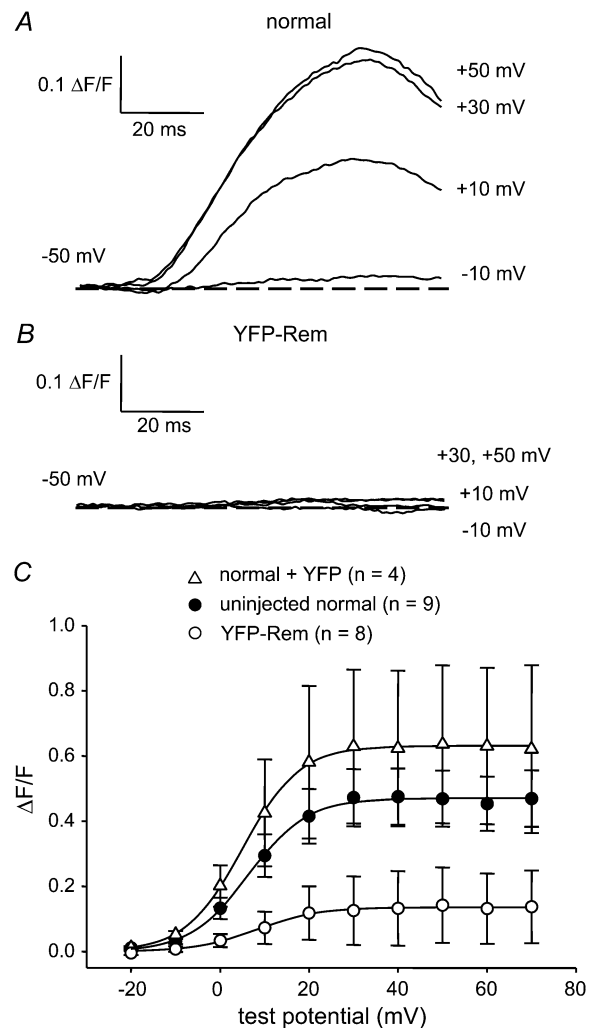 A
normal
0.1 ΔF/F
20 ms
+50 mV
+30 mV
+10 mV
-50 mV
-10 mV
B
YFP-Rem
0.1 ΔF/F
20 ms
-50 mV
+30, +50 mV
+10 mV
-10 mV
C
normal + YFP (n = 4)
uninjected normal (n = 9)
YFP-Rem (n = 8)
1.0
0.8
0.6
0.4
0.2
0.0
ΔF/F
-20
0
20
40
60
80
test potential (mV)